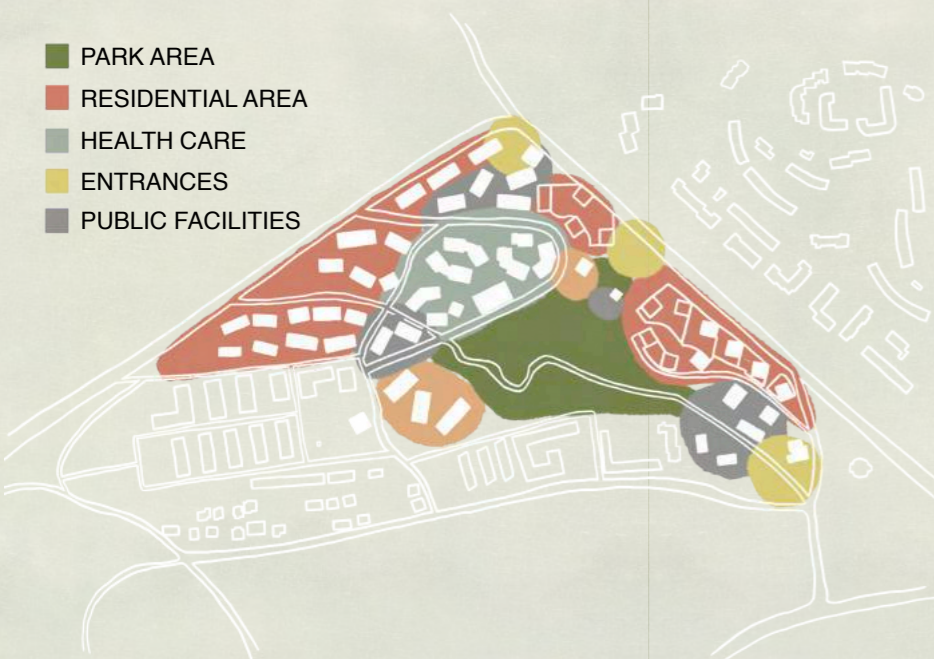 PARK AREA
RESIDENTIAL AREA
HEALTH CARE
ENTRANCES
PUBLIC FACILITIES